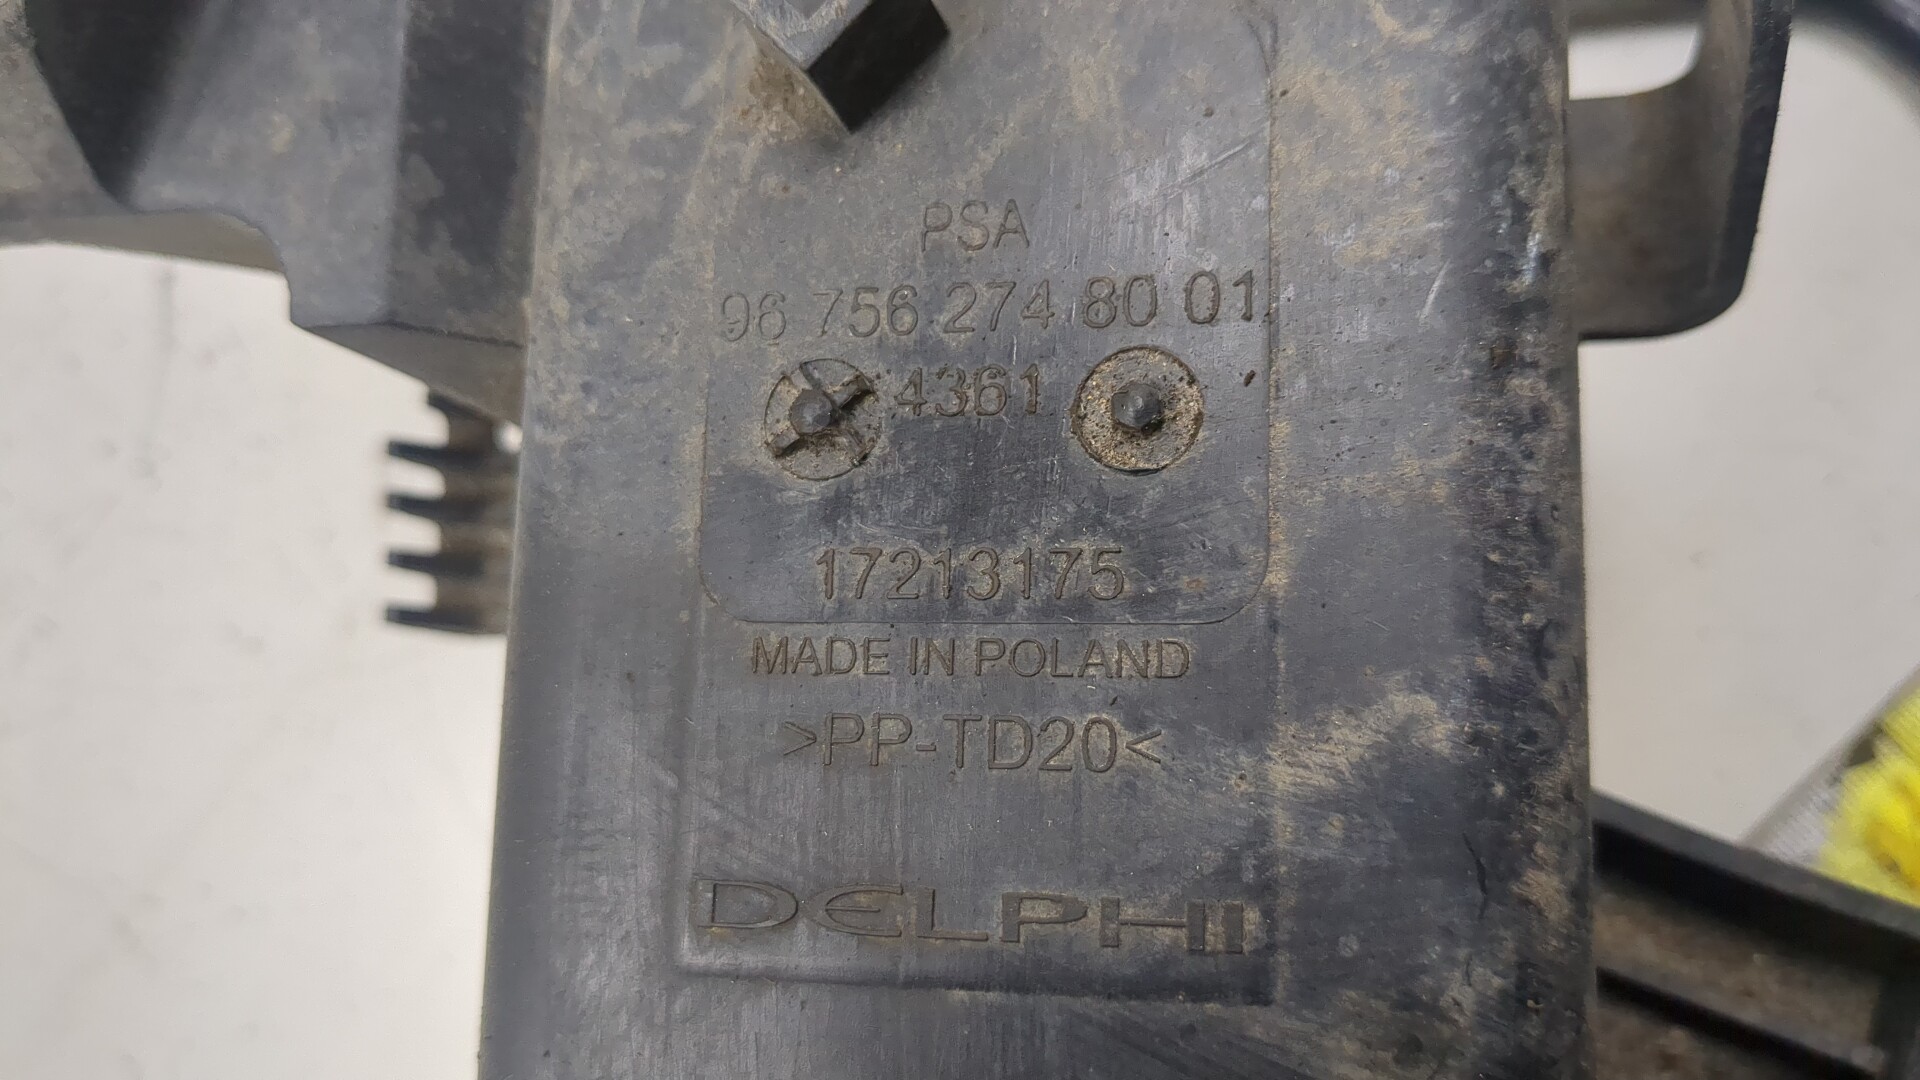 PSA
96 756 274 80 01
4361
17213175
MADE IN POLAND
>PP-TD20<
DELPHI